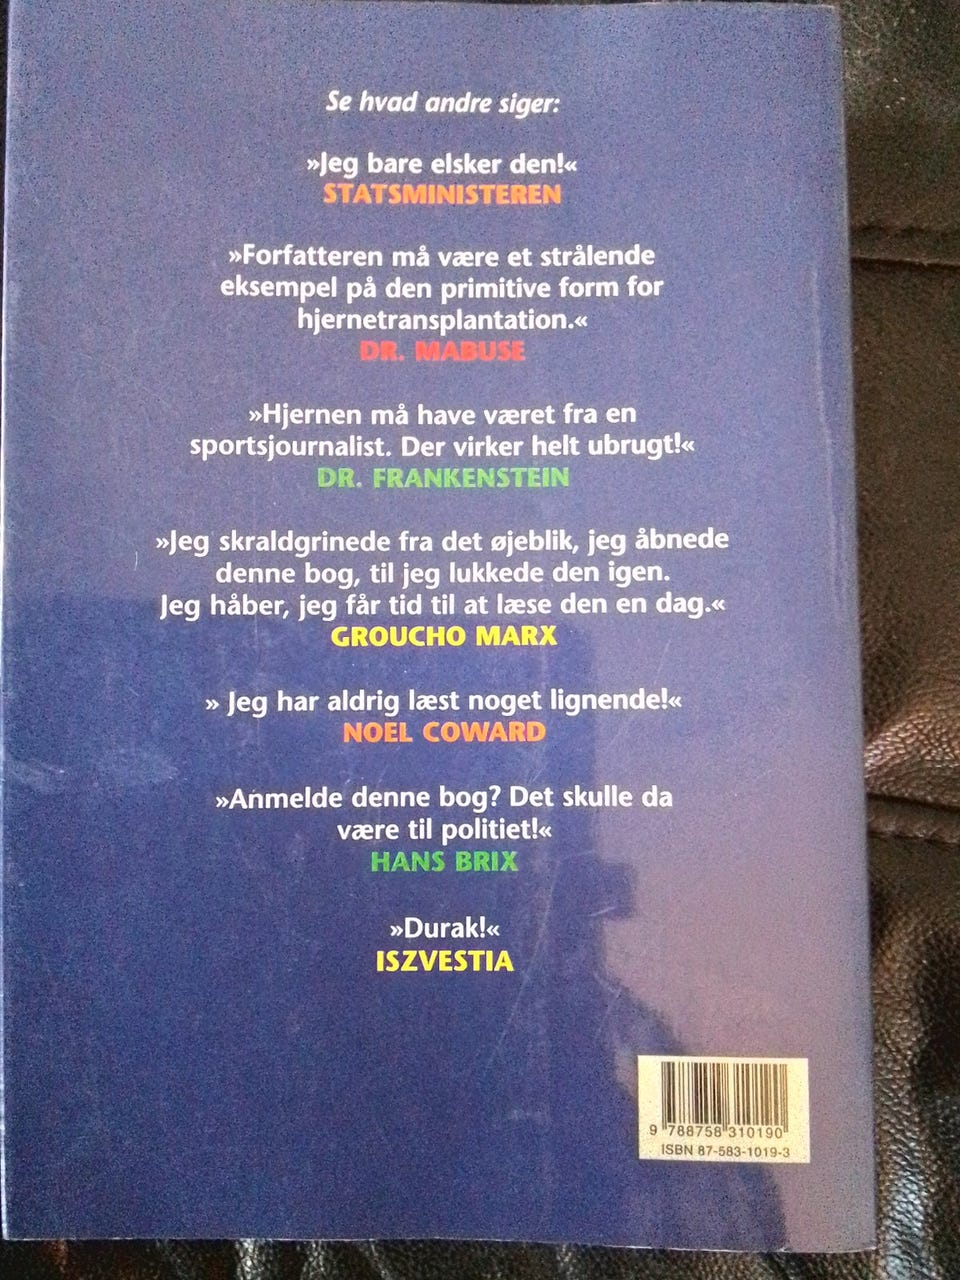 Se hvad andre siger:
»Jeg bare elsker den!«
STATSMINISTEREN
»Forfatteren må være et strålende
eksempel på den primitive form for
hjernetransplantation.«
DR. MABUSE
»Hjernen må have været fra en
sportsjournalist. Der virker helt ubrugt!«
DR. FRANKENSTEIN
»Jeg skraldgrinede fra det øjeblik, jeg åbnede
denne bog, til jeg lukkede den igen.
Jeg håber, jeg får tid til at læse den en dag.«
GROUCHO MARX
» Jeg har aldrig læst noget lignende!«
NOEL COWARD
»Anmelde denne bog? Det skulle da
være til politiet!«
HANS BRIX
»Durak!«
ISZVESTIA
9 788758 310190
ISBN 87-583-1019-3